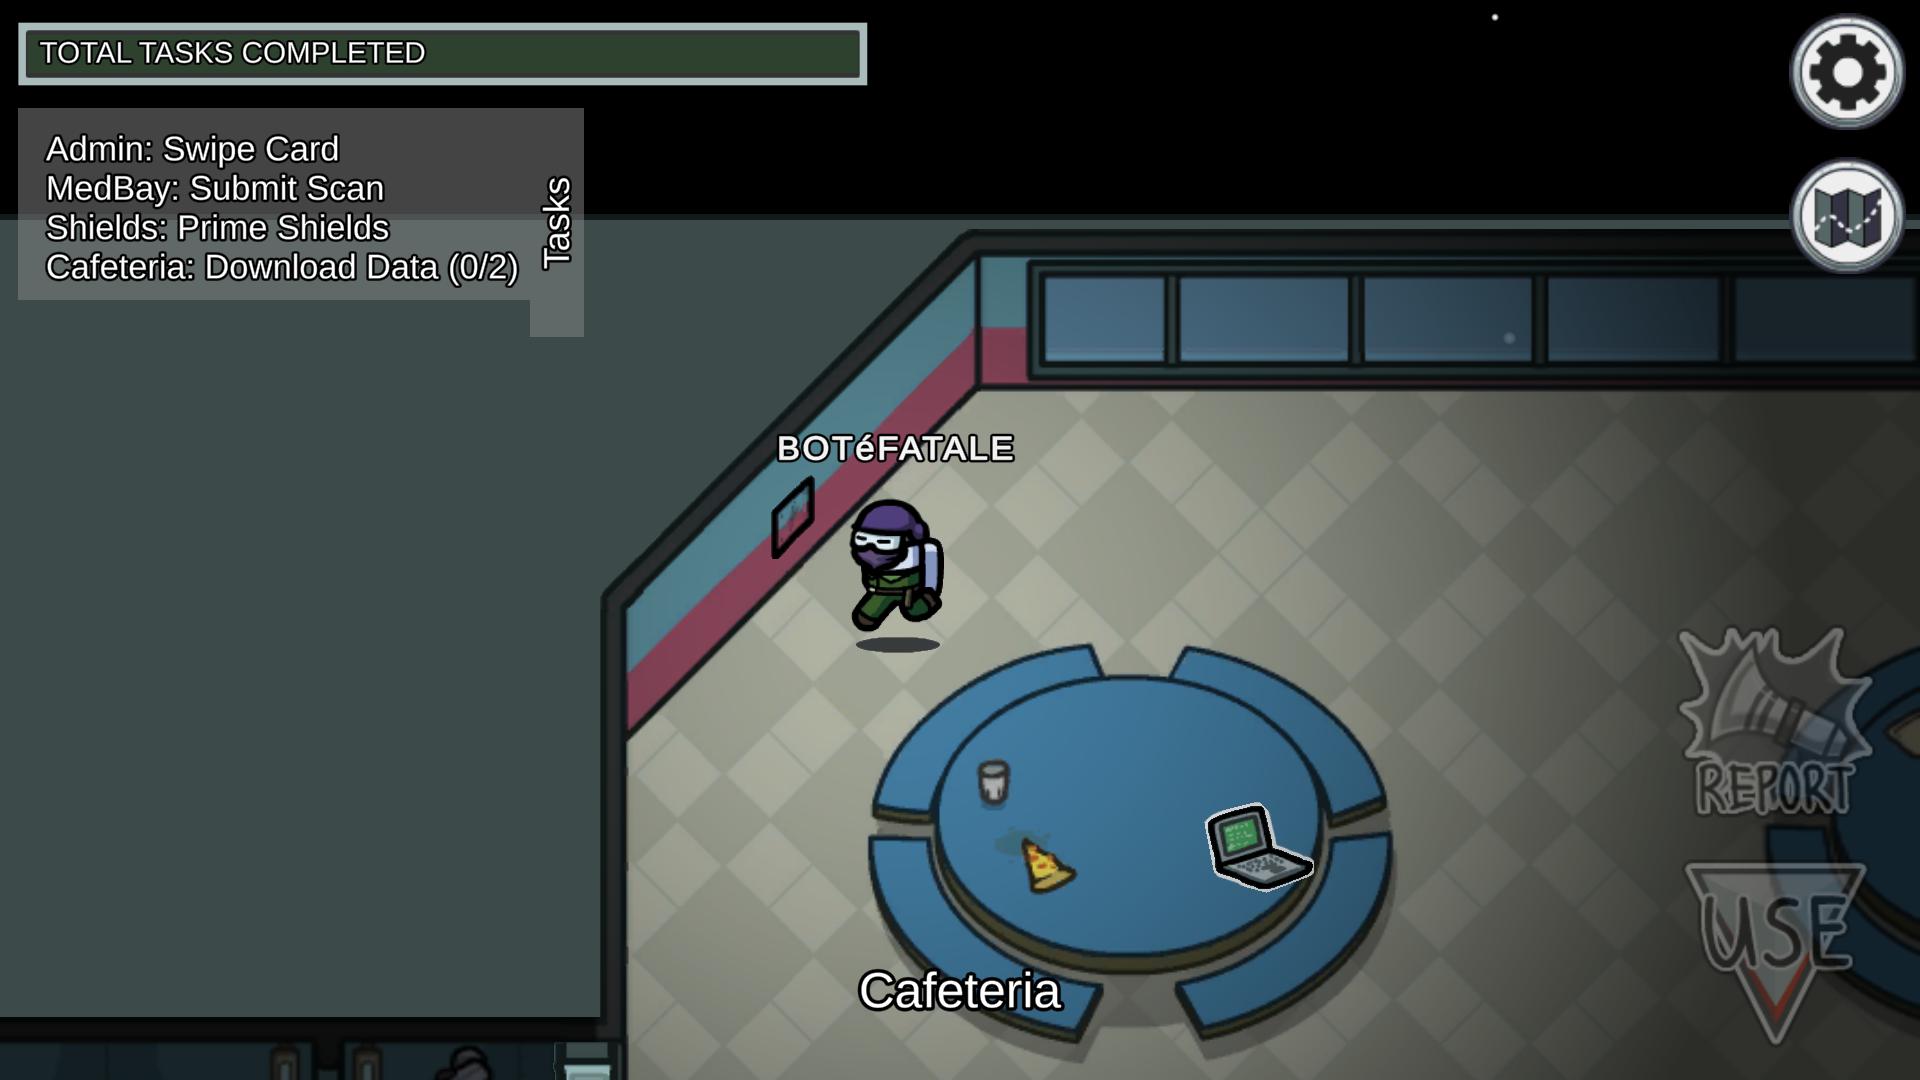 TOTAL TASKS COMPLETED
Admin: Swipe Card
MedBay: Submit Scan
Shields: Prime Shields
Cafeteria: Download Data (0/2)
Tasks
BOTéFATALE
REPORT
USE
Cafeteria